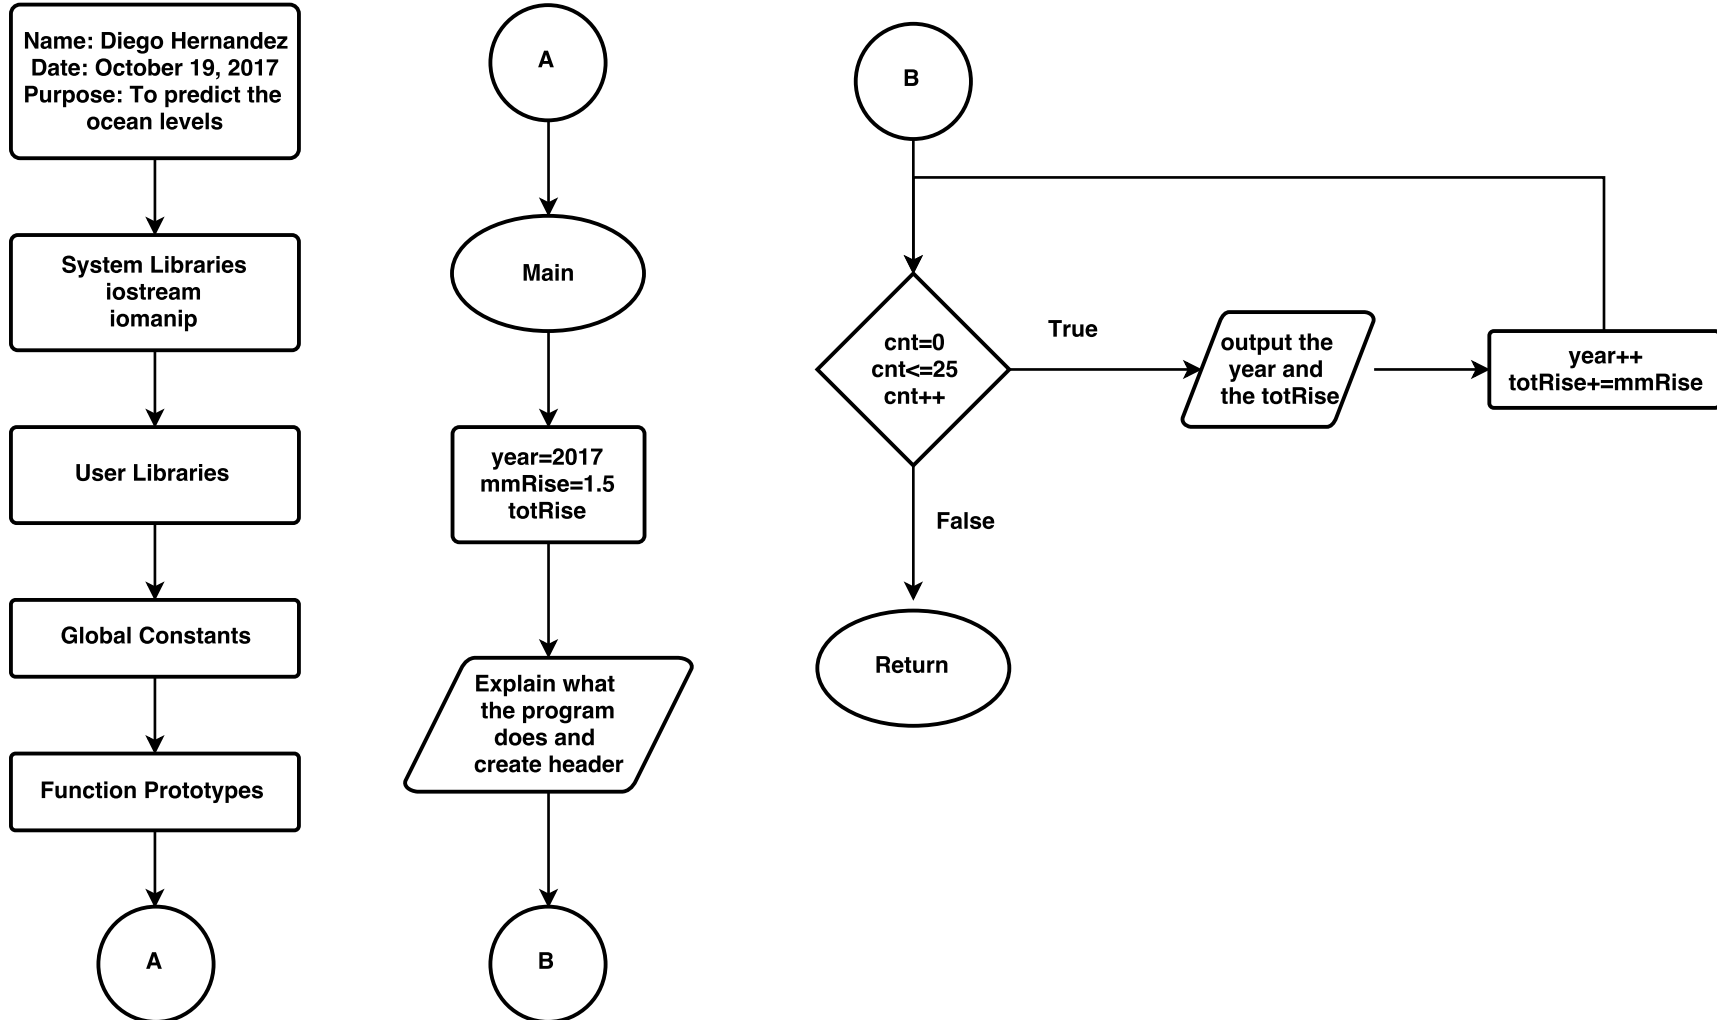 Name: Diego Hernandez
Date: October 19, 2017
Purpose: To predict the
ocean levels
System Libraries
iostream
iomanip
User Libraries
Global Constants
Function Prototypes
A
A
Main
year=2017
mmRise=1.5
totRise
Explain what
the program
does and
create header
B
B
cnt=0
cnt<=25
cnt++
True
output the
year and
the totRise
year++
totRise+=mmRise
False
Return